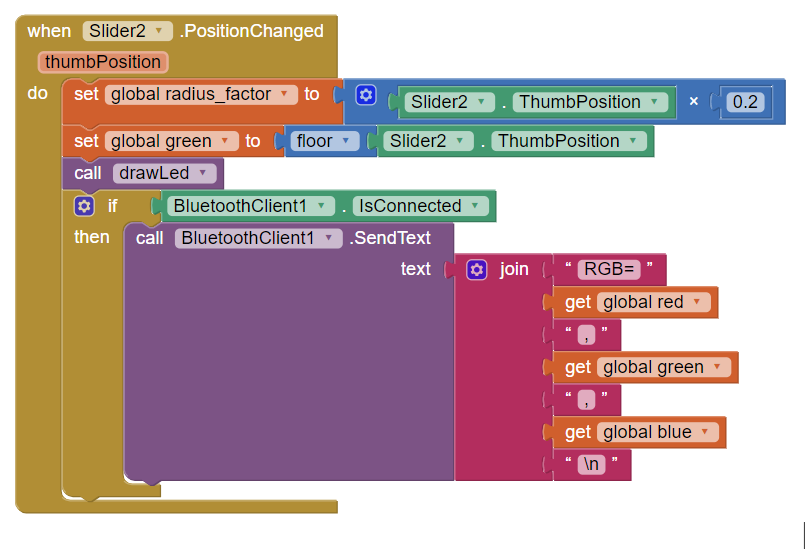 when Slider2 .PositionChanged
thumbPosition
do set global radius_factor to Slider2 . ThumbPosition × 0.2
set global green to floor Slider2 . ThumbPosition
call drawLed
if BluetoothClient1 . IsConnected
then call BluetoothClient1 .SendText
text join “ RGB= ”
get global red
“ , ”
get global green
“ , ”
get global blue
“ \n ”